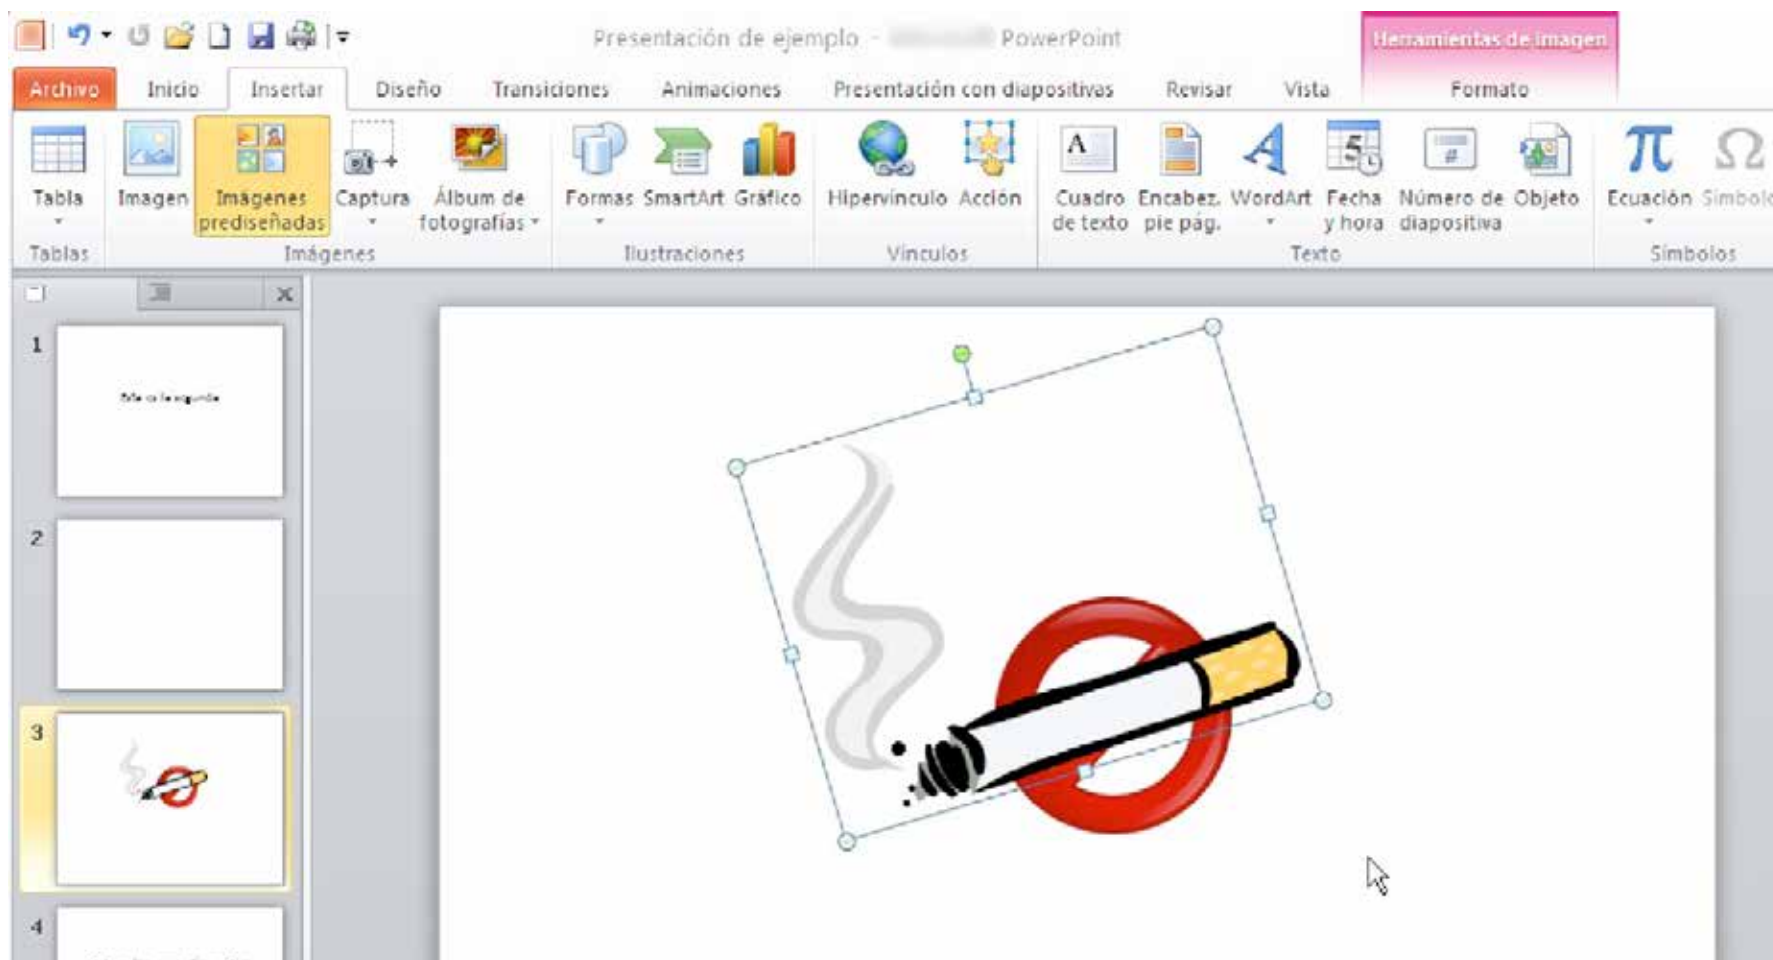 Presentación de ejemplo - PowerPoint
Herramientas de imagen
Archivo Inicio Insertar Diseño Transiciones Animaciones Presentación con diapositivas Revisar Vista Formato
Tabla Imagen Imágenes prediseñadas Captura Álbum de fotografías Formas SmartArt Gráfico Hipervínculo Acción Cuadro de texto Encabez. pie pág. WordArt Fecha y hora Número de diapositiva Objeto Ecuación Símbolo
Tablas Imágenes Ilustraciones Vínculos Texto Símbolos
1
2
3
4